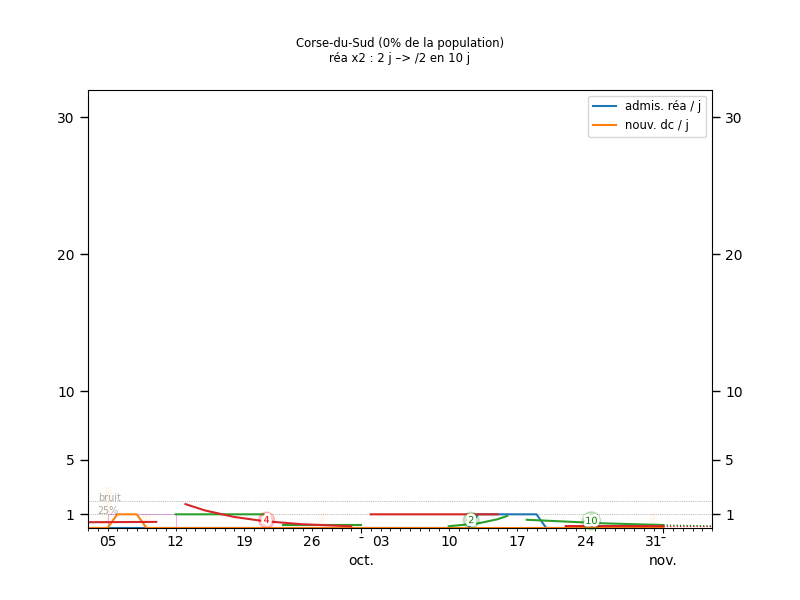 Corse-du-Sud (0% de la population)
réa x2 : 2 j –> /2 en 10 j
admis. réa / j
nouv. dc / j
30 30
20 20
10 10
5 5
bruit
25%
1 1
4 2 10
05 12 19 26 - 03 10 17 24 31-
oct. nov.